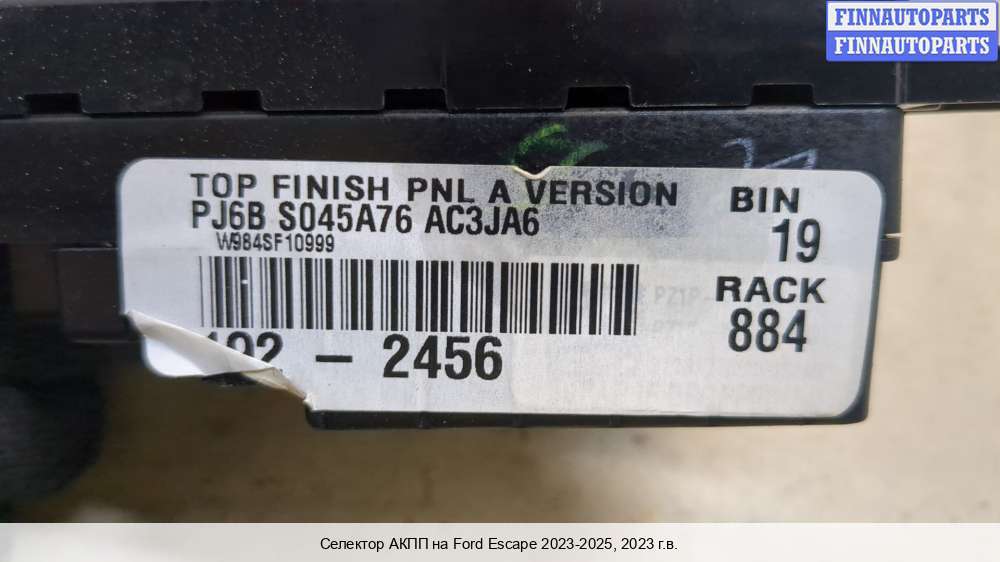 FINNAUTOPARTS
FINNAUTOPARTS
TOP FINISH PNL A VERSION
PJ6B S045A76 AC3JA6
W984SF10999
BIN
19
RACK
884
- 2456
Селектор АКПП на Ford Escape 2023-2025, 2023 г.в.